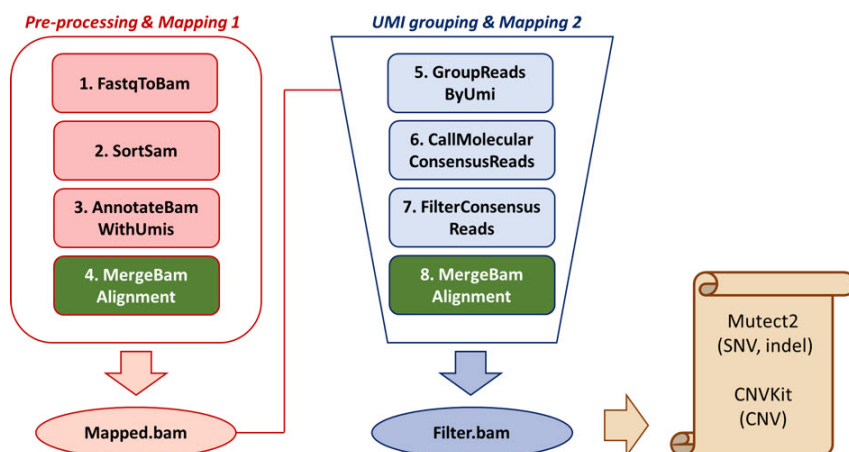 Pre-processing & Mapping 1
1. FastqToBam
2. SortSam
3. AnnotateBam
WithUmis
4. MergeBam
Alignment
Mapped.bam
UMI grouping & Mapping 2
5. GroupReads
ByUmi
6. CallMolecular
ConsensusReads
7. FilterConsensus
Reads
8. MergeBam
Alignment
Filter.bam
Mutect2
(SNV, indel)
CNVKit
(CNV)